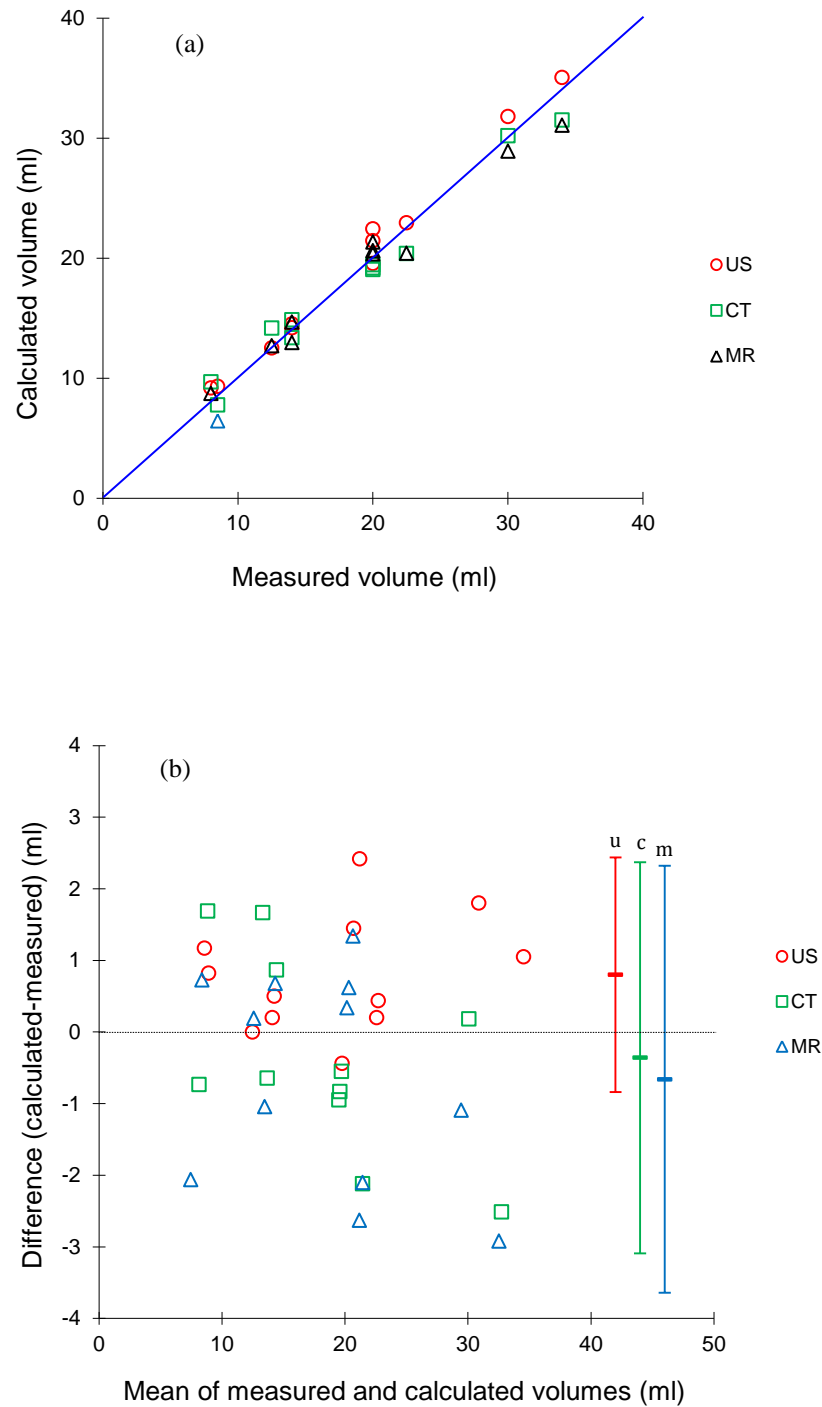 (a)
40
30
20
10
0
Calculated volume (ml)
0 10 20 30 40
Measured volume (ml)
US
CT
MR
(b)
4
3
2
1
0
-1
-2
-3
-4
Difference (calculated-measured) (ml)
u c m
US
CT
MR
0 10 20 30 40 50
Mean of measured and calculated volumes (ml)